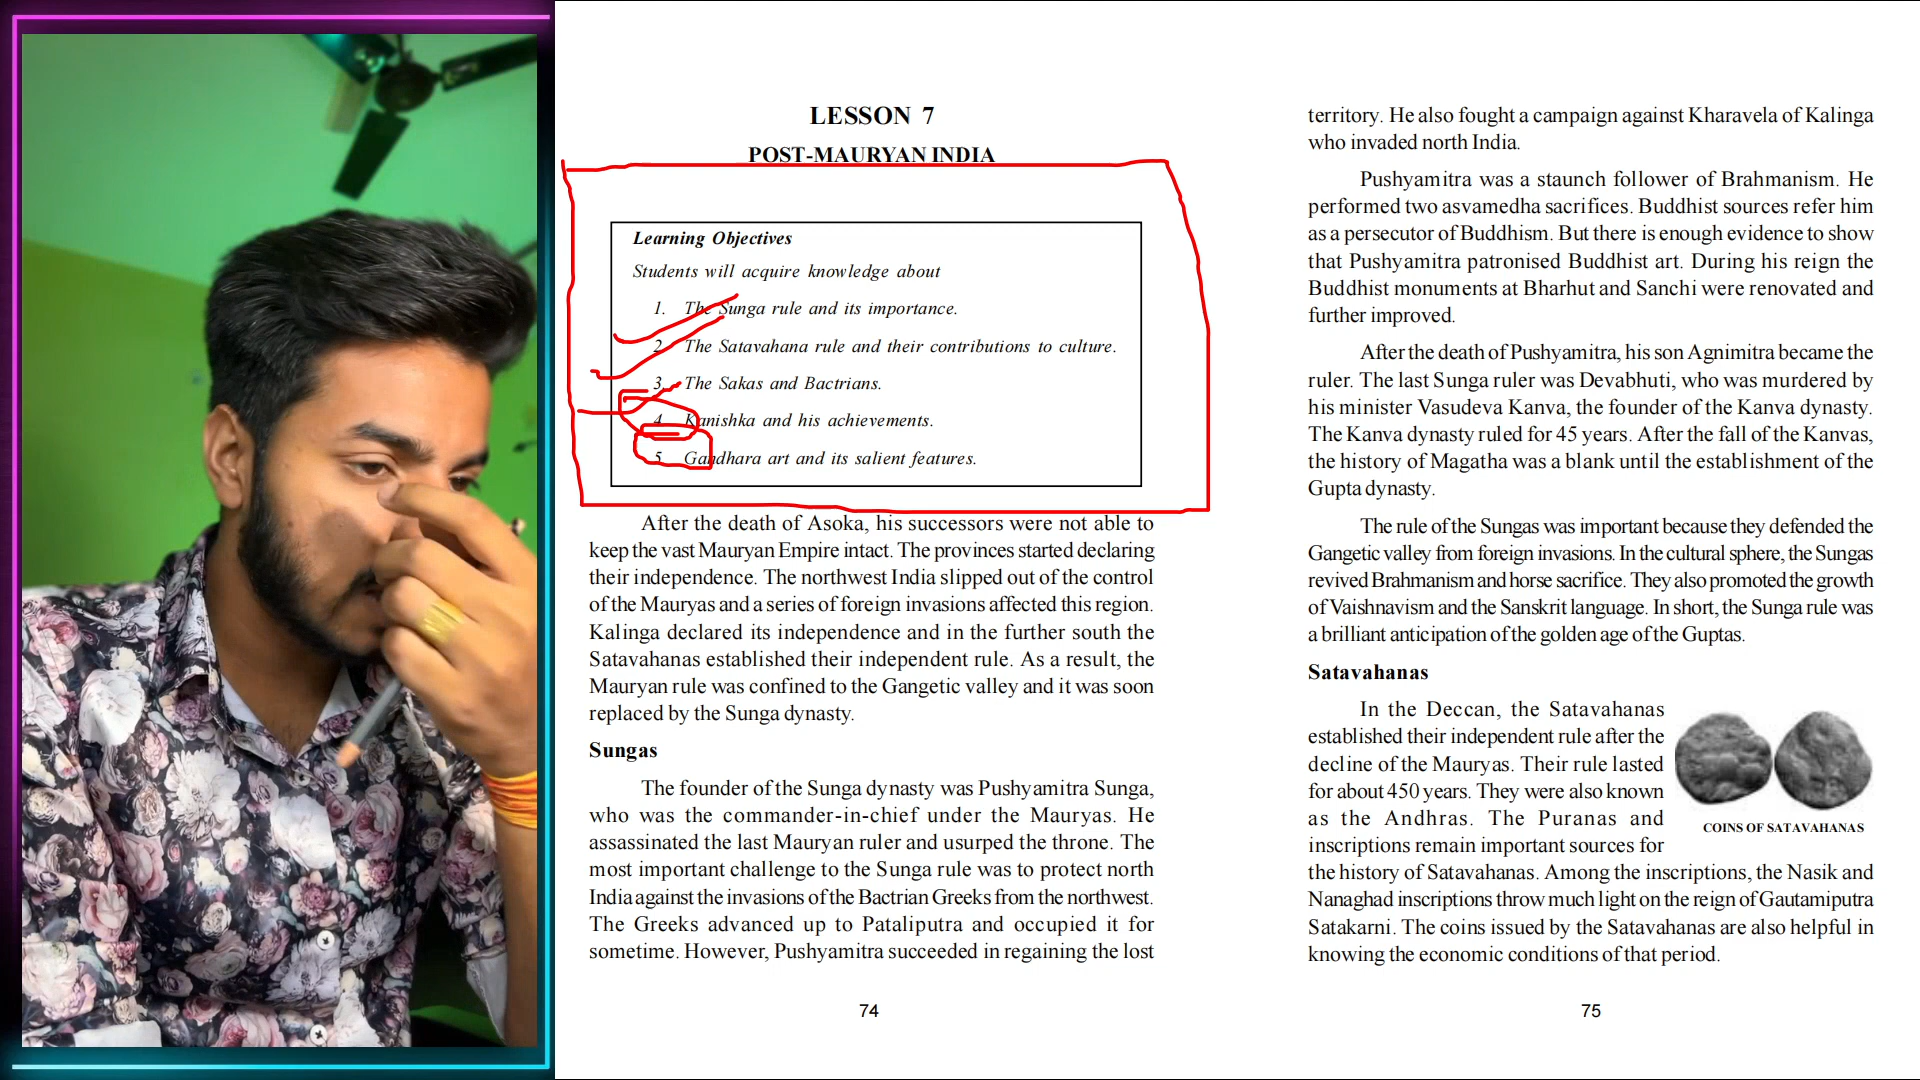 LESSON 7
POST-MAURYAN INDIA
Learning Objectives
Students will acquire knowledge about
1. The Sunga rule and its importance.
2. The Satavahana rule and their contributions to culture.
3. The Sakas and Bactrians.
4. Kanishka and his achievements.
5. Gandhara art and its salient features.
After the death of Asoka, his successors were not able to
keep the vast Mauryan Empire intact. The provinces started declaring
their independence. The northwest India slipped out of the control
of the Mauryas and a series of foreign invasions affected this region.
Kalinga declared its independence and in the further south the
Satavahanas established their independent rule. As a result, the
Mauryan rule was confined to the Gangetic valley and it was soon
replaced by the Sunga dynasty.
Sungas
The founder of the Sunga dynasty was Pushyamitra Sunga,
who was the commander-in-chief under the Mauryas. He
assassinated the last Mauryan ruler and usurped the throne. The
most important challenge to the Sunga rule was to protect north
India against the invasions of the Bactrian Greeks from the northwest.
The Greeks advanced up to Pataliputra and occupied it for
sometime. However, Pushyamitra succeeded in regaining the lost
74
territory. He also fought a campaign against Kharavela of Kalinga
who invaded north India.
Pushyamitra was a staunch follower of Brahmanism. He
performed two asvamedha sacrifices. Buddhist sources refer him
as a persecutor of Buddhism. But there is enough evidence to show
that Pushyamitra patronised Buddhist art. During his reign the
Buddhist monuments at Bharhut and Sanchi were renovated and
further improved.
After the death of Pushyamitra, his son Agnimitra became the
ruler. The last Sunga ruler was Devabhuti, who was murdered by
his minister Vasudeva Kanva, the founder of the Kanva dynasty.
The Kanva dynasty ruled for 45 years. After the fall of the Kanvas,
the history of Magatha was a blank until the establishment of the
Gupta dynasty.
The rule of the Sungas was important because they defended the
Gangetic valley from foreign invasions. In the cultural sphere, the Sungas
revived Brahmanism and horse sacrifice. They also promoted the growth
of Vaishnavism and the Sanskrit language. In short, the Sunga rule was
a brilliant anticipation of the golden age of the Guptas.
Satavahanas
In the Deccan, the Satavahanas
established their independent rule after the
decline of the Mauryas. Their rule lasted
for about 450 years. They were also known
as the Andhras. The Puranas and
inscriptions remain important sources for
COINS OF SATAVAHANAS
the history of Satavahanas. Among the inscriptions, the Nasik and
Nanaghad inscriptions throw much light on the reign of Gautamiputra
Satakarni. The coins issued by the Satavahanas are also helpful in
knowing the economic conditions of that period.
75